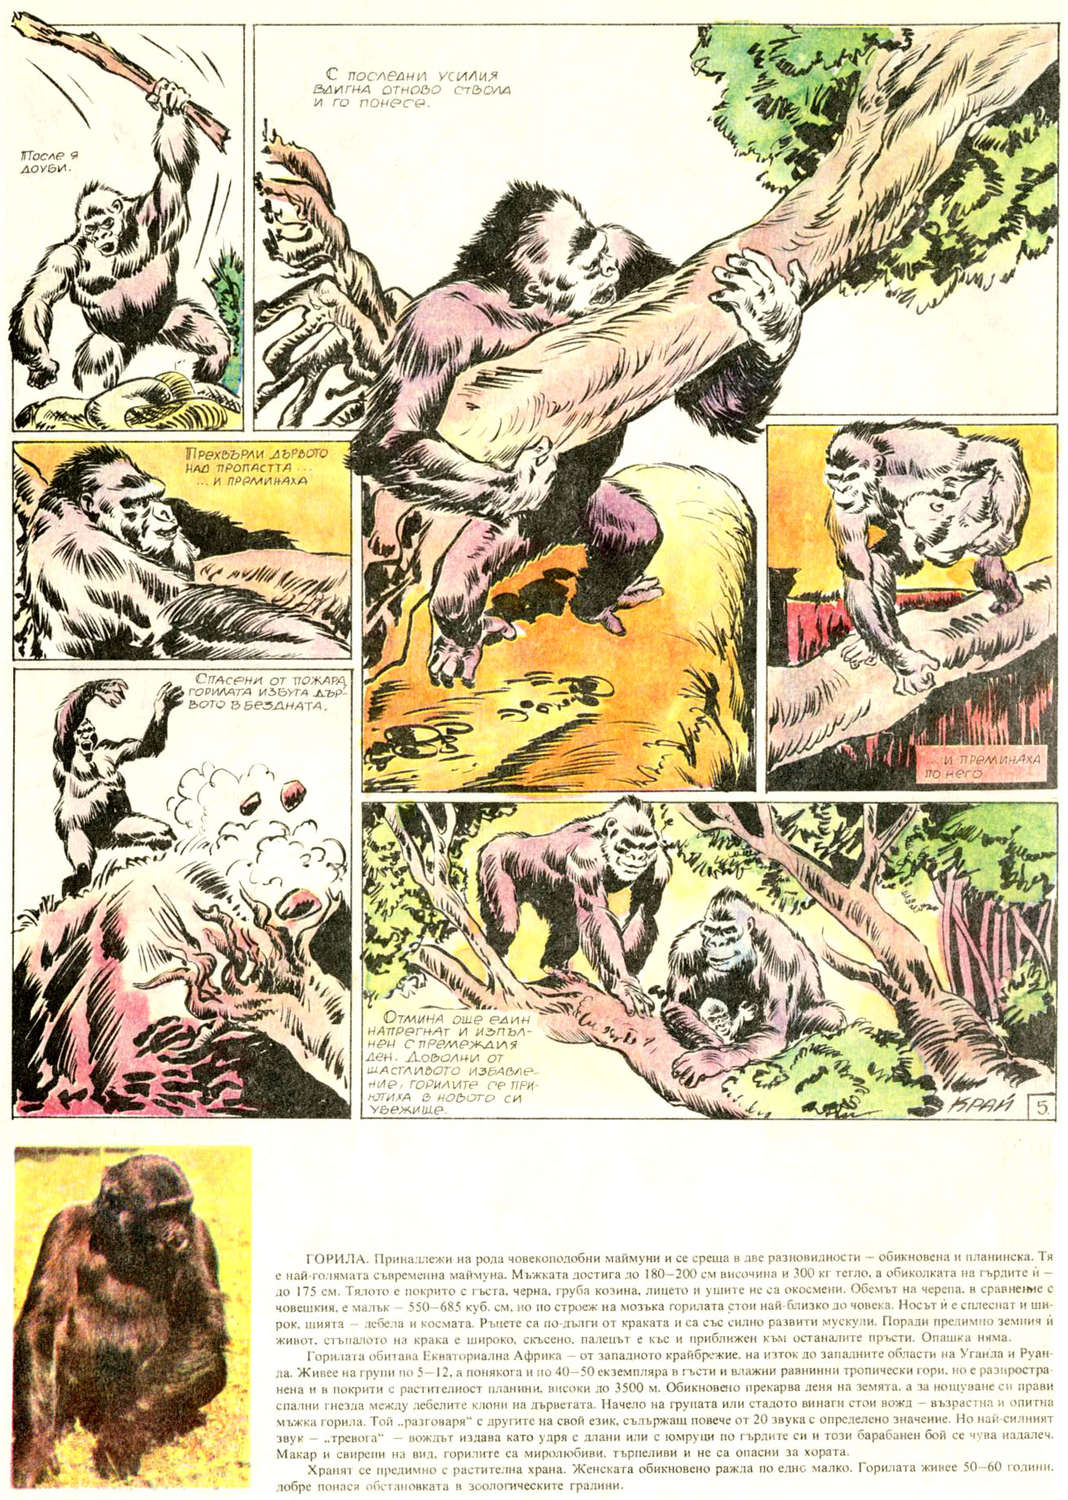 После я
доуби.
С последни усилия
вдигна отново ствола
и го понесе.
Прехвърли дървото
над пропастта ...
... и преминаха
... и преминаха
по него
Спасени от пожара,
горилата избута дър-
вото в бездната.
Отмина още един
напрегнат и изпъл-
нен с премеждия
ден. Доволни от
щастливото избавле-
ние, горилите се при-
ютиха в новото си
убежище.
КРАЙ
5
ГОРИЛА. Принадлежи на рода човекоподобни маймуни и се среща в две разновидности — обикновена и планинска. Тя
е най-голямата съвременна маймуна. Мъжката достига до 180—200 см височина и 300 кг тегло, а обиколката на гърдите ѝ —
до 175 см. Тялото е покрито с гъста, черна, груба козина, лицето и ушите не са окосмени. Обемът на черепа, в сравнение с
човешкия, е малък — 550—685 куб. см, но по строеж на мозъка горилата стои най-близко до човека. Носът ѝ е сплеснат и ши-
рок, шията — дебела и космата. Ръцете са по-дълги от краката и са със силно развити мускули. Поради предимно земния ѝ
живот, стъпалото на крака е широко, скъсено, палецът е къс и приближен към останалите пръсти. Опашка няма.
Горилата обитава Екваториална Африка — от западното крайбрежие, на изток до западните области на Уганда и Руан-
да. Живее на групи по 5—12, а понякога и по 40—50 екземпляра в гъсти и влажни равнинни тропически гори, но е разпростра-
нена и в покрити с растителност планини, високи до 3500 м. Обикновено прекарва деня на земята, а за нощуване си прави
спални гнезда между дебелите клони на дърветата. Начело на групата или стадото винаги стои вожд — възрастна и опитна
мъжка горила. Той „разговаря“ с другите на свой език, съдържащ повече от 20 звука с определено значение. Но най-силният
звук — „тревога“ — вождът издава като удря с длани или с юмруци по гърдите си и този барабанен бой се чува надалеч.
Макар и свирепи на вид, горилите са миролюбиви, търпеливи и не са опасни за хората.
Хранят се предимно с растителна храна. Женската обикновено ражда по едно малко. Горилата живее 50—60 години,
добре понася обстановката в зоологическите градини.